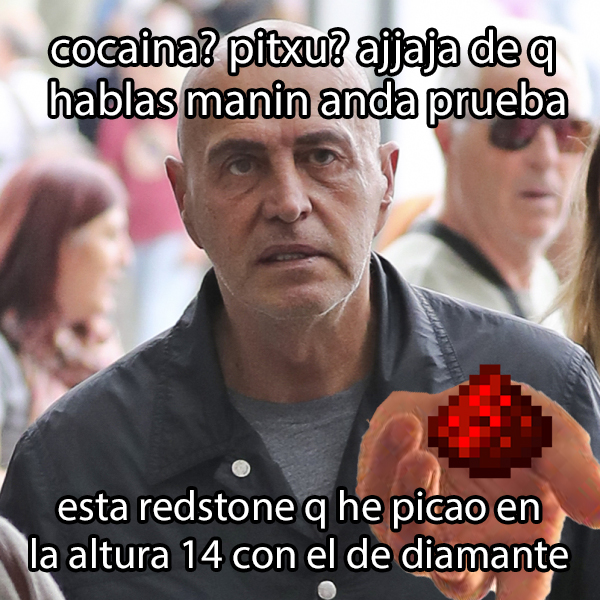 cocaina? pitxu? ajjaja de q
hablas manin anda prueba
esta redstone q he picao en
la altura 14 con el de diamante